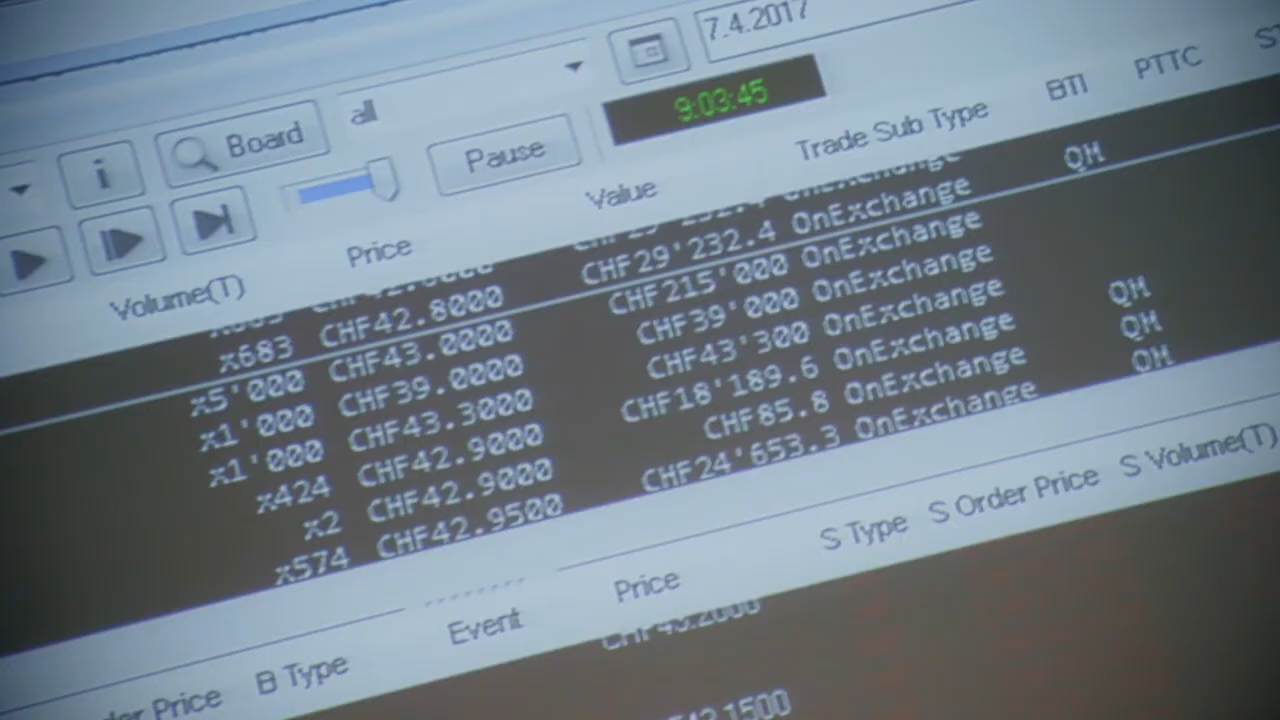 7.4.2017
all
9:03:45
i Board Pause
Volume(T) Price Value Trade Sub Type BTI PTTC
x683 CHF42.8000 CHF29'232.4 OnExchange QM
x5'000 CHF43.0000 CHF215'000 OnExchange
x1'000 CHF39.0000 CHF39'000 OnExchange
x1'000 CHF43.3000 CHF43'300 OnExchange
x424 CHF42.9000 CHF18'189.6 OnExchange QM
x2 CHF42.9000 CHF85.8 OnExchange QM
x574 CHF42.9500 CHF24'653.3 OnExchange QM
Price B Type Event Price S Type S Order Price S Volume(T)